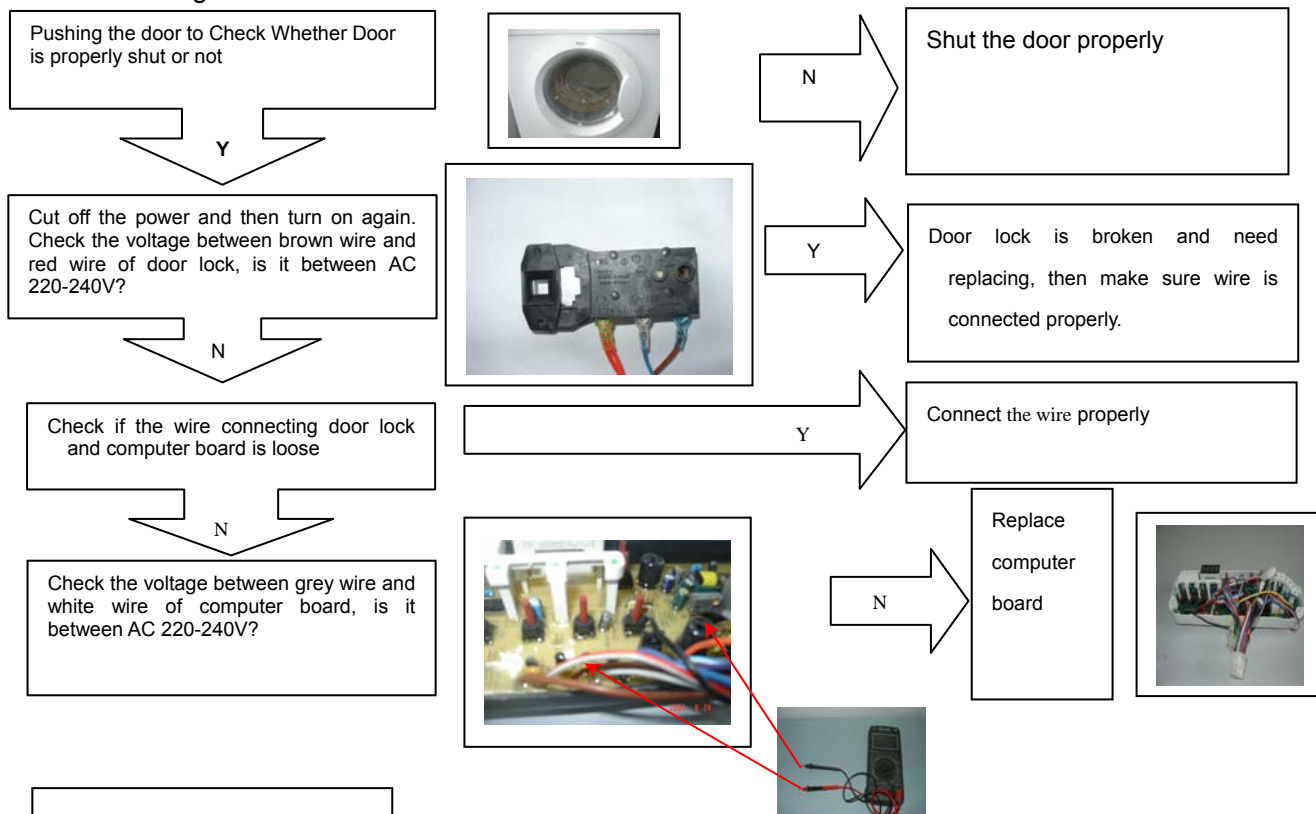 Pushing the door to Check Whether Door
is properly shut or not
N
Shut the door properly
Y
Cut off the power and then turn on again.
Check the voltage between brown wire and
red wire of door lock, is it between AC
220-240V?
Y
Door lock is broken and need
replacing, then make sure wire is
connected properly.
N
Check if the wire connecting door lock
and computer board is loose
Y
Connect the wire properly
N
Check the voltage between grey wire and
white wire of computer board, is it
between AC 220-240V?
N
Replace
computer
board